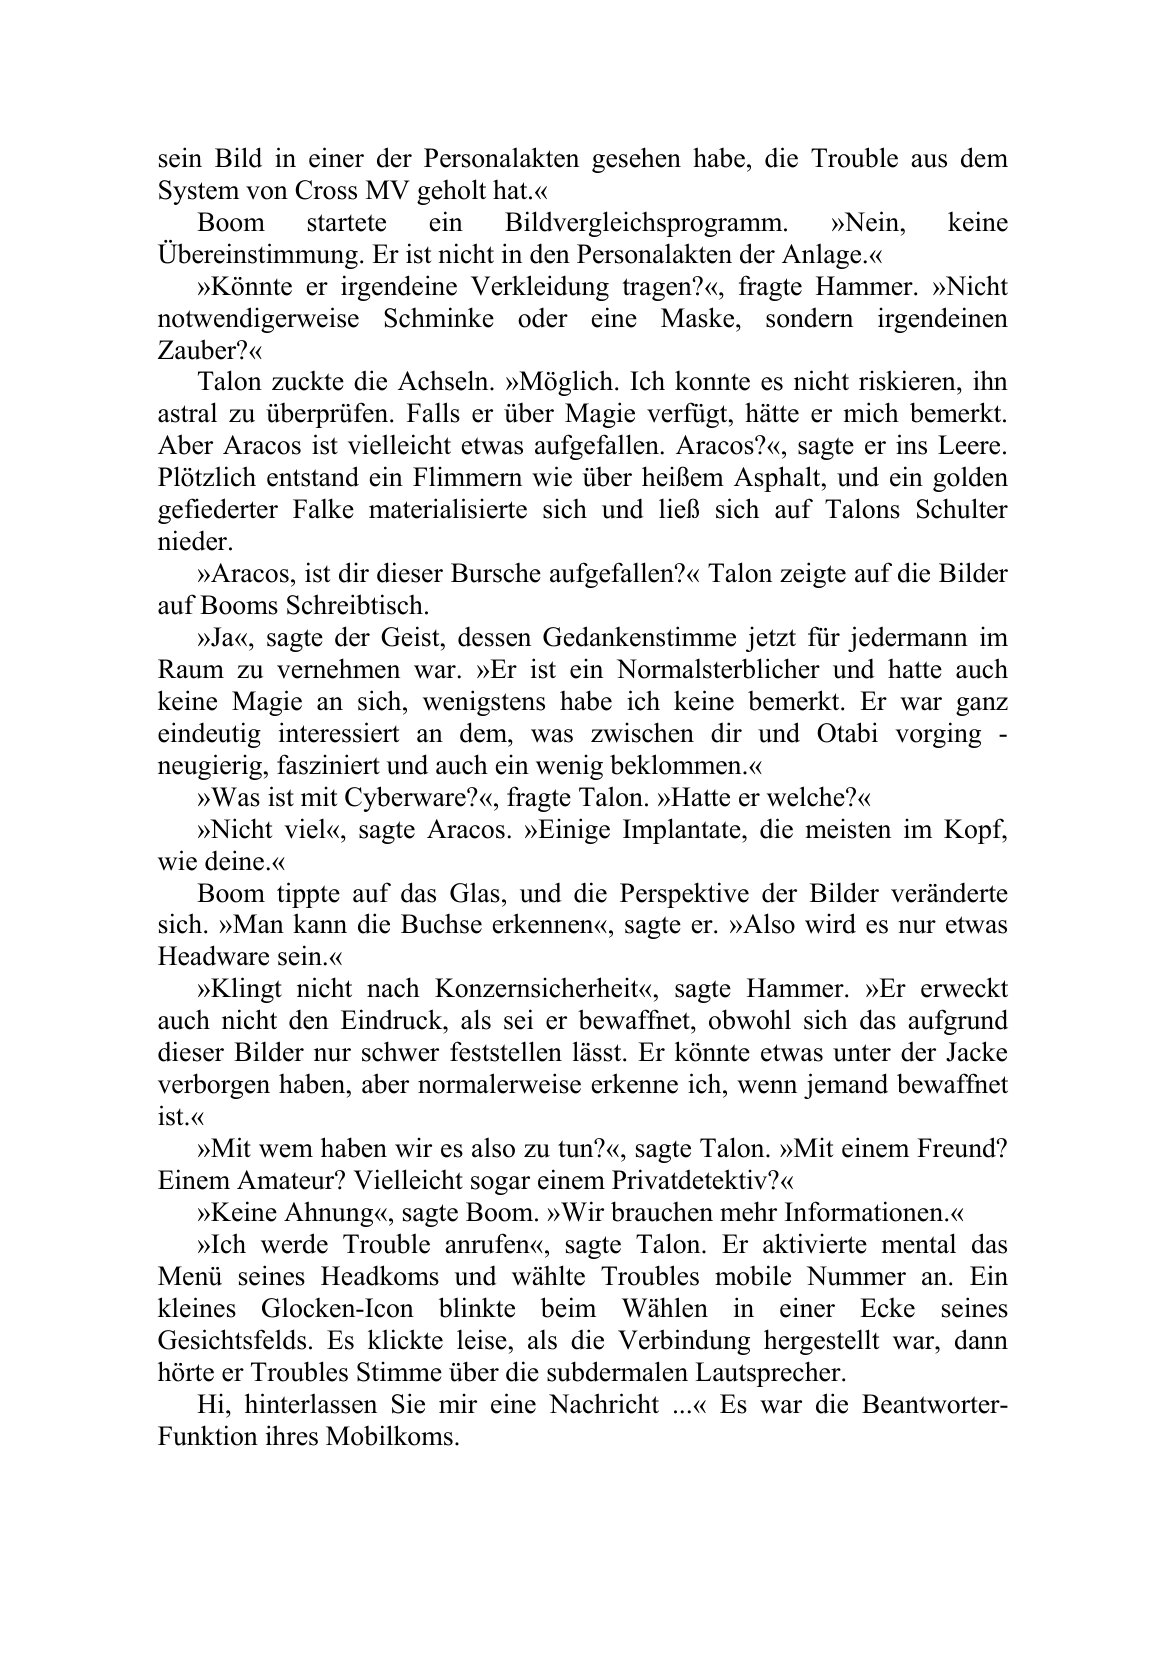 sein Bild in einer der Personalakten gesehen habe, die Trouble aus dem
System von Cross MV geholt hat.«
Boom startete ein Bildvergleichsprogramm. »Nein, keine
Übereinstimmung. Er ist nicht in den Personalakten der Anlage.«
»Könnte er irgendeine Verkleidung tragen?«, fragte Hammer. »Nicht
notwendigerweise Schminke oder eine Maske, sondern irgendeinen
Zauber?«
Talon zuckte die Achseln. »Möglich. Ich konnte es nicht riskieren, ihn
astral zu überprüfen. Falls er über Magie verfügt, hätte er mich bemerkt.
Aber Aracos ist vielleicht etwas aufgefallen. Aracos?«, sagte er ins Leere.
Plötzlich entstand ein Flimmern wie über heißem Asphalt, und ein golden
gefiederter Falke materialisierte sich und ließ sich auf Talons Schulter
nieder.
»Aracos, ist dir dieser Bursche aufgefallen?« Talon zeigte auf die Bilder
auf Booms Schreibtisch.
»Ja«, sagte der Geist, dessen Gedankenstimme jetzt für jedermann im
Raum zu vernehmen war. »Er ist ein Normalsterblicher und hatte auch
keine Magie an sich, wenigstens habe ich keine bemerkt. Er war ganz
eindeutig interessiert an dem, was zwischen dir und Otabi vorging -
neugierig, fasziniert und auch ein wenig beklommen.«
»Was ist mit Cyberware?«, fragte Talon. »Hatte er welche?«
»Nicht viel«, sagte Aracos. »Einige Implantate, die meisten im Kopf,
wie deine.«
Boom tippte auf das Glas, und die Perspektive der Bilder veränderte
sich. »Man kann die Buchse erkennen«, sagte er. »Also wird es nur etwas
Headware sein.«
»Klingt nicht nach Konzernsicherheit«, sagte Hammer. »Er erweckt
auch nicht den Eindruck, als sei er bewaffnet, obwohl sich das aufgrund
dieser Bilder nur schwer feststellen lässt. Er könnte etwas unter der Jacke
verborgen haben, aber normalerweise erkenne ich, wenn jemand bewaffnet
ist.«
»Mit wem haben wir es also zu tun?«, sagte Talon. »Mit einem Freund?
Einem Amateur? Vielleicht sogar einem Privatdetektiv?«
»Keine Ahnung«, sagte Boom. »Wir brauchen mehr Informationen.«
»Ich werde Trouble anrufen«, sagte Talon. Er aktivierte mental das
Menü seines Headkoms und wählte Troubles mobile Nummer an. Ein
kleines Glocken-Icon blinkte beim Wählen in einer Ecke seines
Gesichtsfelds. Es klickte leise, als die Verbindung hergestellt war, dann
hörte er Troubles Stimme über die subdermalen Lautsprecher.
Hi, hinterlassen Sie mir eine Nachricht ...« Es war die Beantworter-
Funktion ihres Mobilkoms.